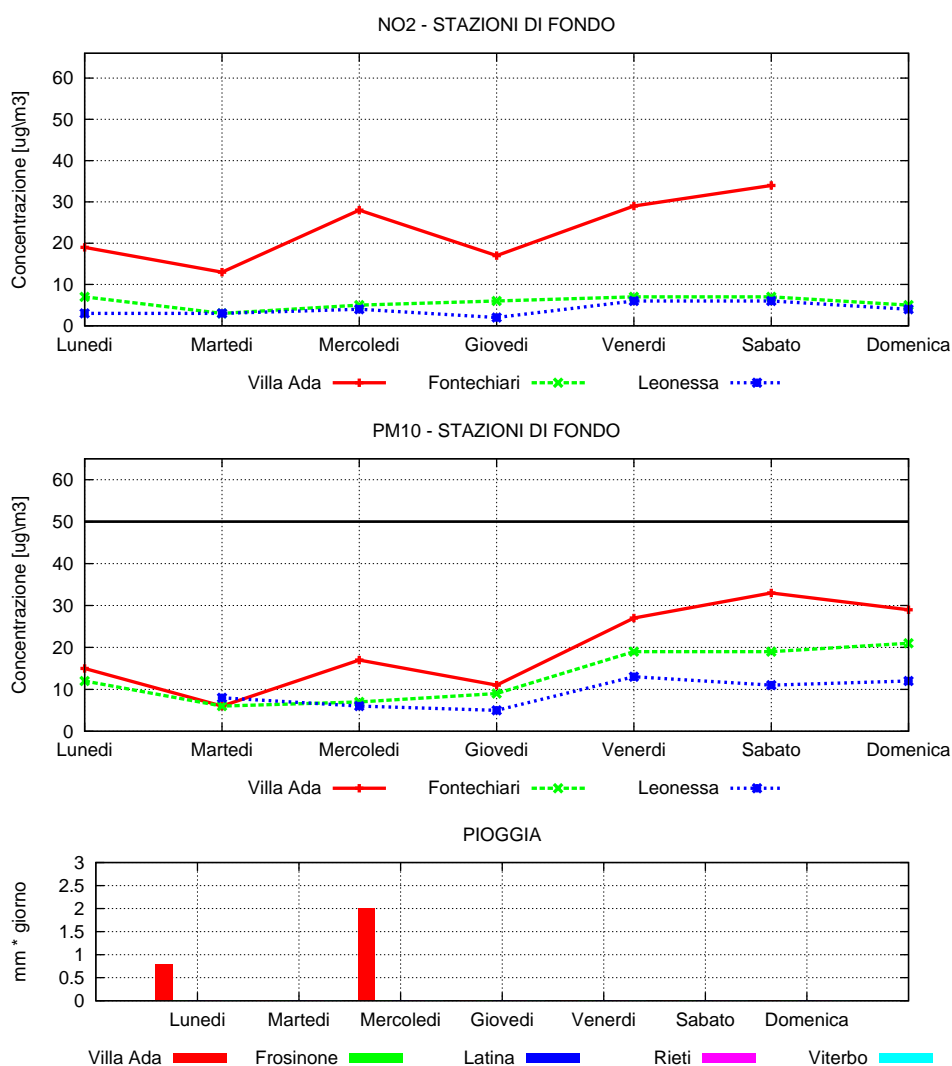 NO2 - STAZIONI DI FONDO
Concentrazione [ug\m3]
60
50
40
30
20
10
0
Lunedi Martedi Mercoledi Giovedi Venerdi Sabato Domenica
Villa Ada Fontechiari Leonessa
PM10 - STAZIONI DI FONDO
Concentrazione [ug\m3]
60
50
40
30
20
10
0
Lunedi Martedi Mercoledi Giovedi Venerdi Sabato Domenica
Villa Ada Fontechiari Leonessa
PIOGGIA
mm * giorno
3
2.5
2
1.5
1
0.5
0
Lunedi Martedi Mercoledi Giovedi Venerdi Sabato Domenica
Villa Ada Frosinone Latina Rieti Viterbo